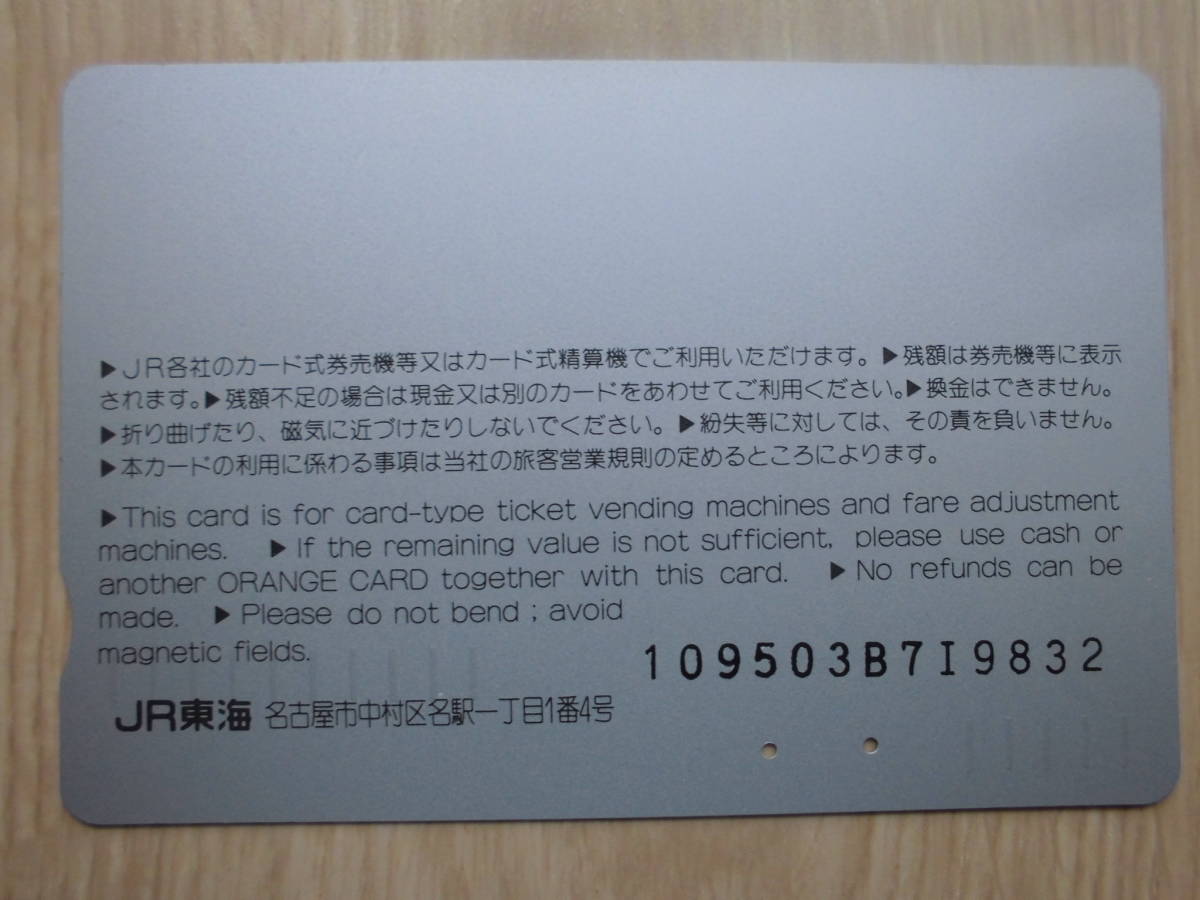 ▶JR各社のカード式券売機等又はカード式精算機でご利用いただけます。▶残額は券売機等に表示
されます。▶残額不足の場合は現金又は別のカードをあわせてご利用ください。▶換金はできません。
▶折り曲げたり、磁気に近づけたりしないでください。▶紛失等に対しては、その責を負いません。
▶本カードの利用に係わる事項は当社の旅客営業規則の定めるところによります。
▶This card is for card-type ticket vending machines and fare adjustment
machines. ▶If the remaining value is not sufficient, please use cash or
another ORANGE CARD together with this card. ▶No refunds can be
made. ▶Please do not bend ; avoid
magnetic fields.
109503B7I9832
JR東海 名古屋市中村区名駅一丁目1番4号